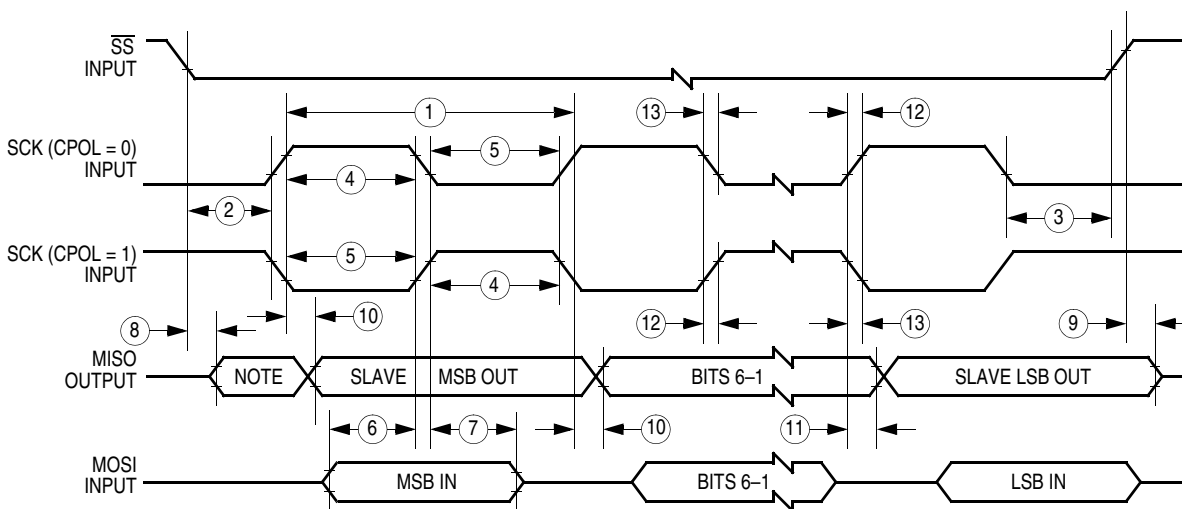 SS
INPUT
1
13
12
SCK (CPOL = 0)
INPUT
5
4
2
3
SCK (CPOL = 1)
INPUT
5
4
8
10
12
13
9
MISO
OUTPUT
NOTE
SLAVE MSB OUT
BITS 6–1
SLAVE LSB OUT
6
7
10
11
MOSI
INPUT
MSB IN
BITS 6–1
LSB IN